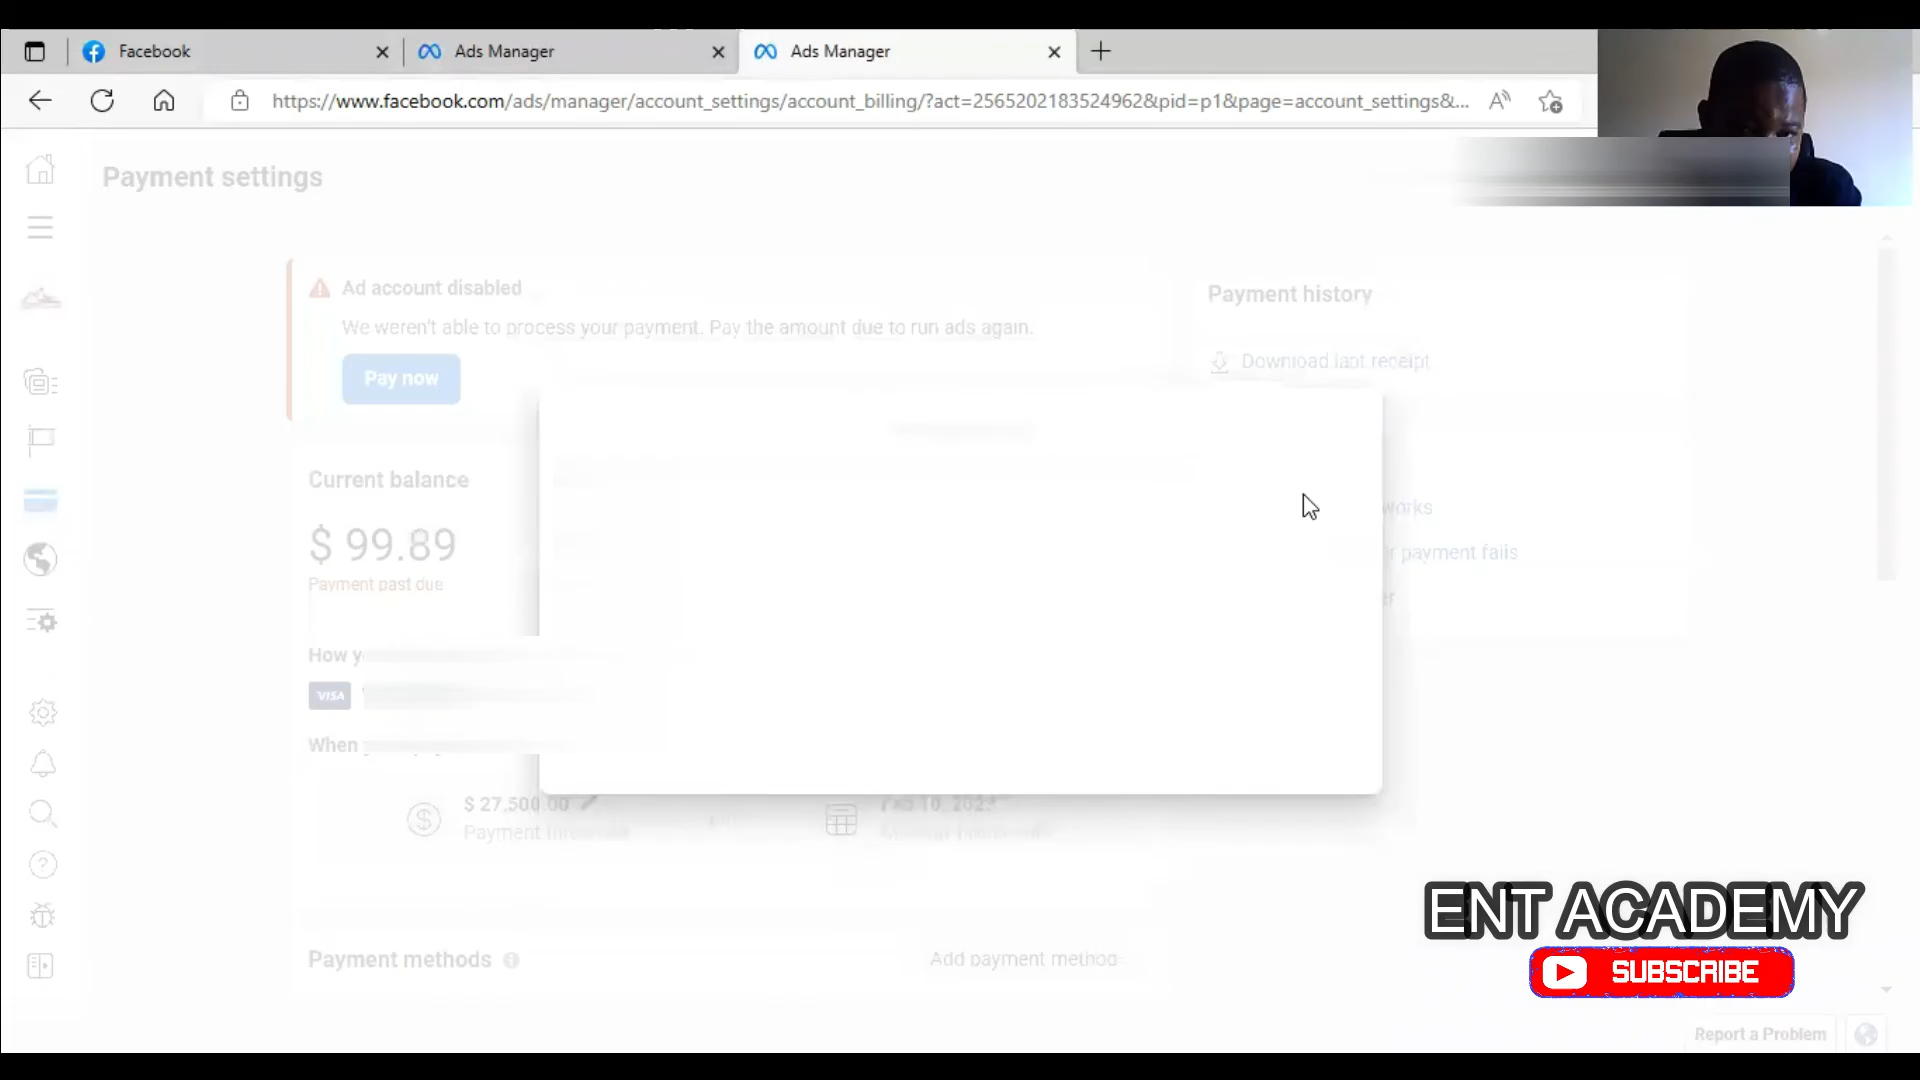 Facebook
Ads Manager
Ads Manager
https://www.facebook.com/ads/manager/account_settings/account_billing/?act=2565202183524962&pid=p1&page=account_settings&...
Payment settings
Ad account disabled
We weren't able to process your payment. Pay the amount due to run ads again.
Pay now
Payment history
Download last receipt
Current balance
$ 99.89
Payment past due
works
r payment fails
er
How y
VISA
When
$ 27,500.00
Payment
Payment methods
Add payment method
ENT ACADEMY
SUBSCRIBE
Report a Problem